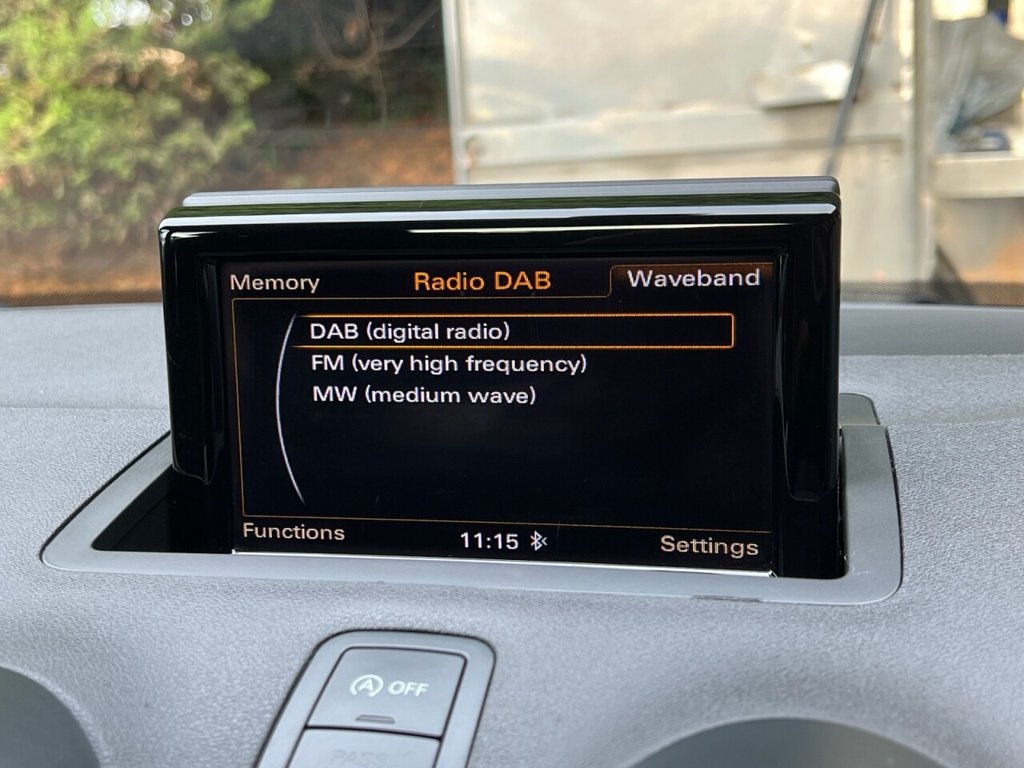 Memory Radio DAB Waveband
DAB (digital radio)
FM (very high frequency)
MW (medium wave)
Functions 11:15 Settings
A OFF
PASS